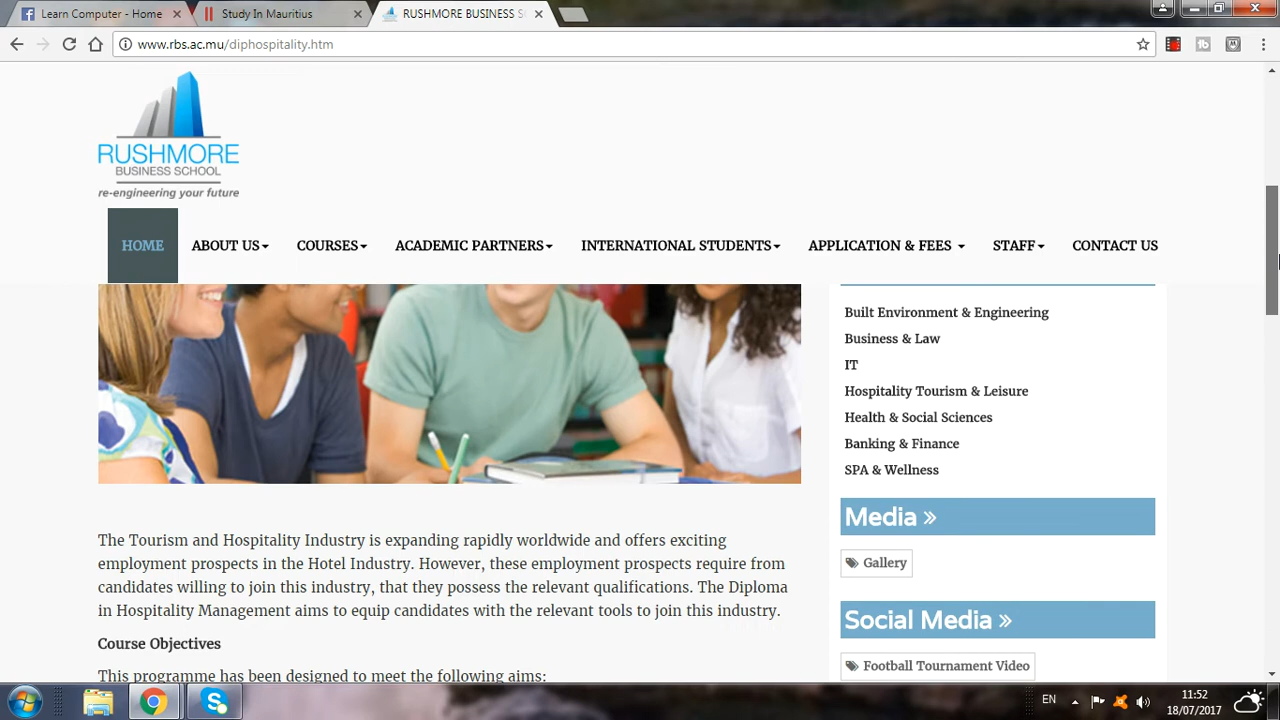 Learn Computer - Home
Study In Mauritius
RUSHMORE BUSINESS S
www.rbs.ac.mu/diphospitality.htm
RUSHMORE
BUSINESS SCHOOL
re-engineering your future
HOME ABOUT US COURSES ACADEMIC PARTNERS INTERNATIONAL STUDENTS APPLICATION & FEES STAFF CONTACT US
Built Environment & Engineering
Business & Law
IT
Hospitality Tourism & Leisure
Health & Social Sciences
Banking & Finance
SPA & Wellness
Media »
Gallery
Social Media »
Football Tournament Video
The Tourism and Hospitality Industry is expanding rapidly worldwide and offers exciting
employment prospects in the Hotel Industry. However, these employment prospects require from
candidates willing to join this industry, that they possess the relevant qualifications. The Diploma
in Hospitality Management aims to equip candidates with the relevant tools to join this industry.
Course Objectives
This programme has been designed to meet the following aims:
EN
11:52
18/07/2017